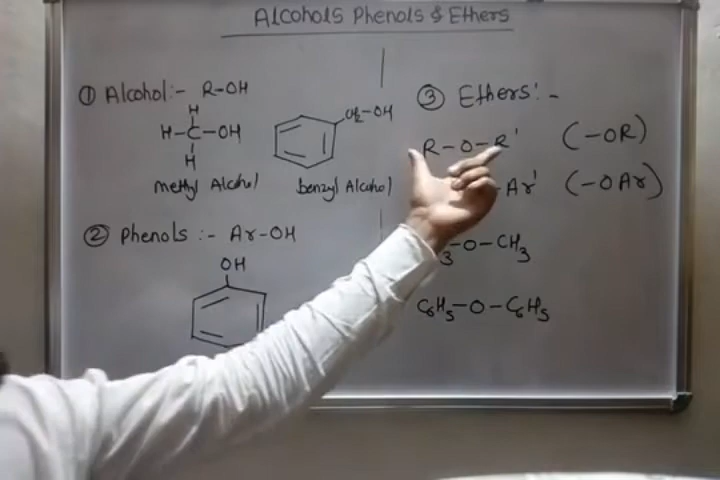 Alcohols Phenols & Ethers
① Alcohol:- R-OH
H
H-C-OH
H
methyl Alcohol
CH2-OH
benzyl Alcohol
② Phenols :- Ar-OH
OH
③ Ethers:-
R-O-R' (-OR)
-Ar' (-OAr)
3-O-CH3
C6H5-O-C6H5